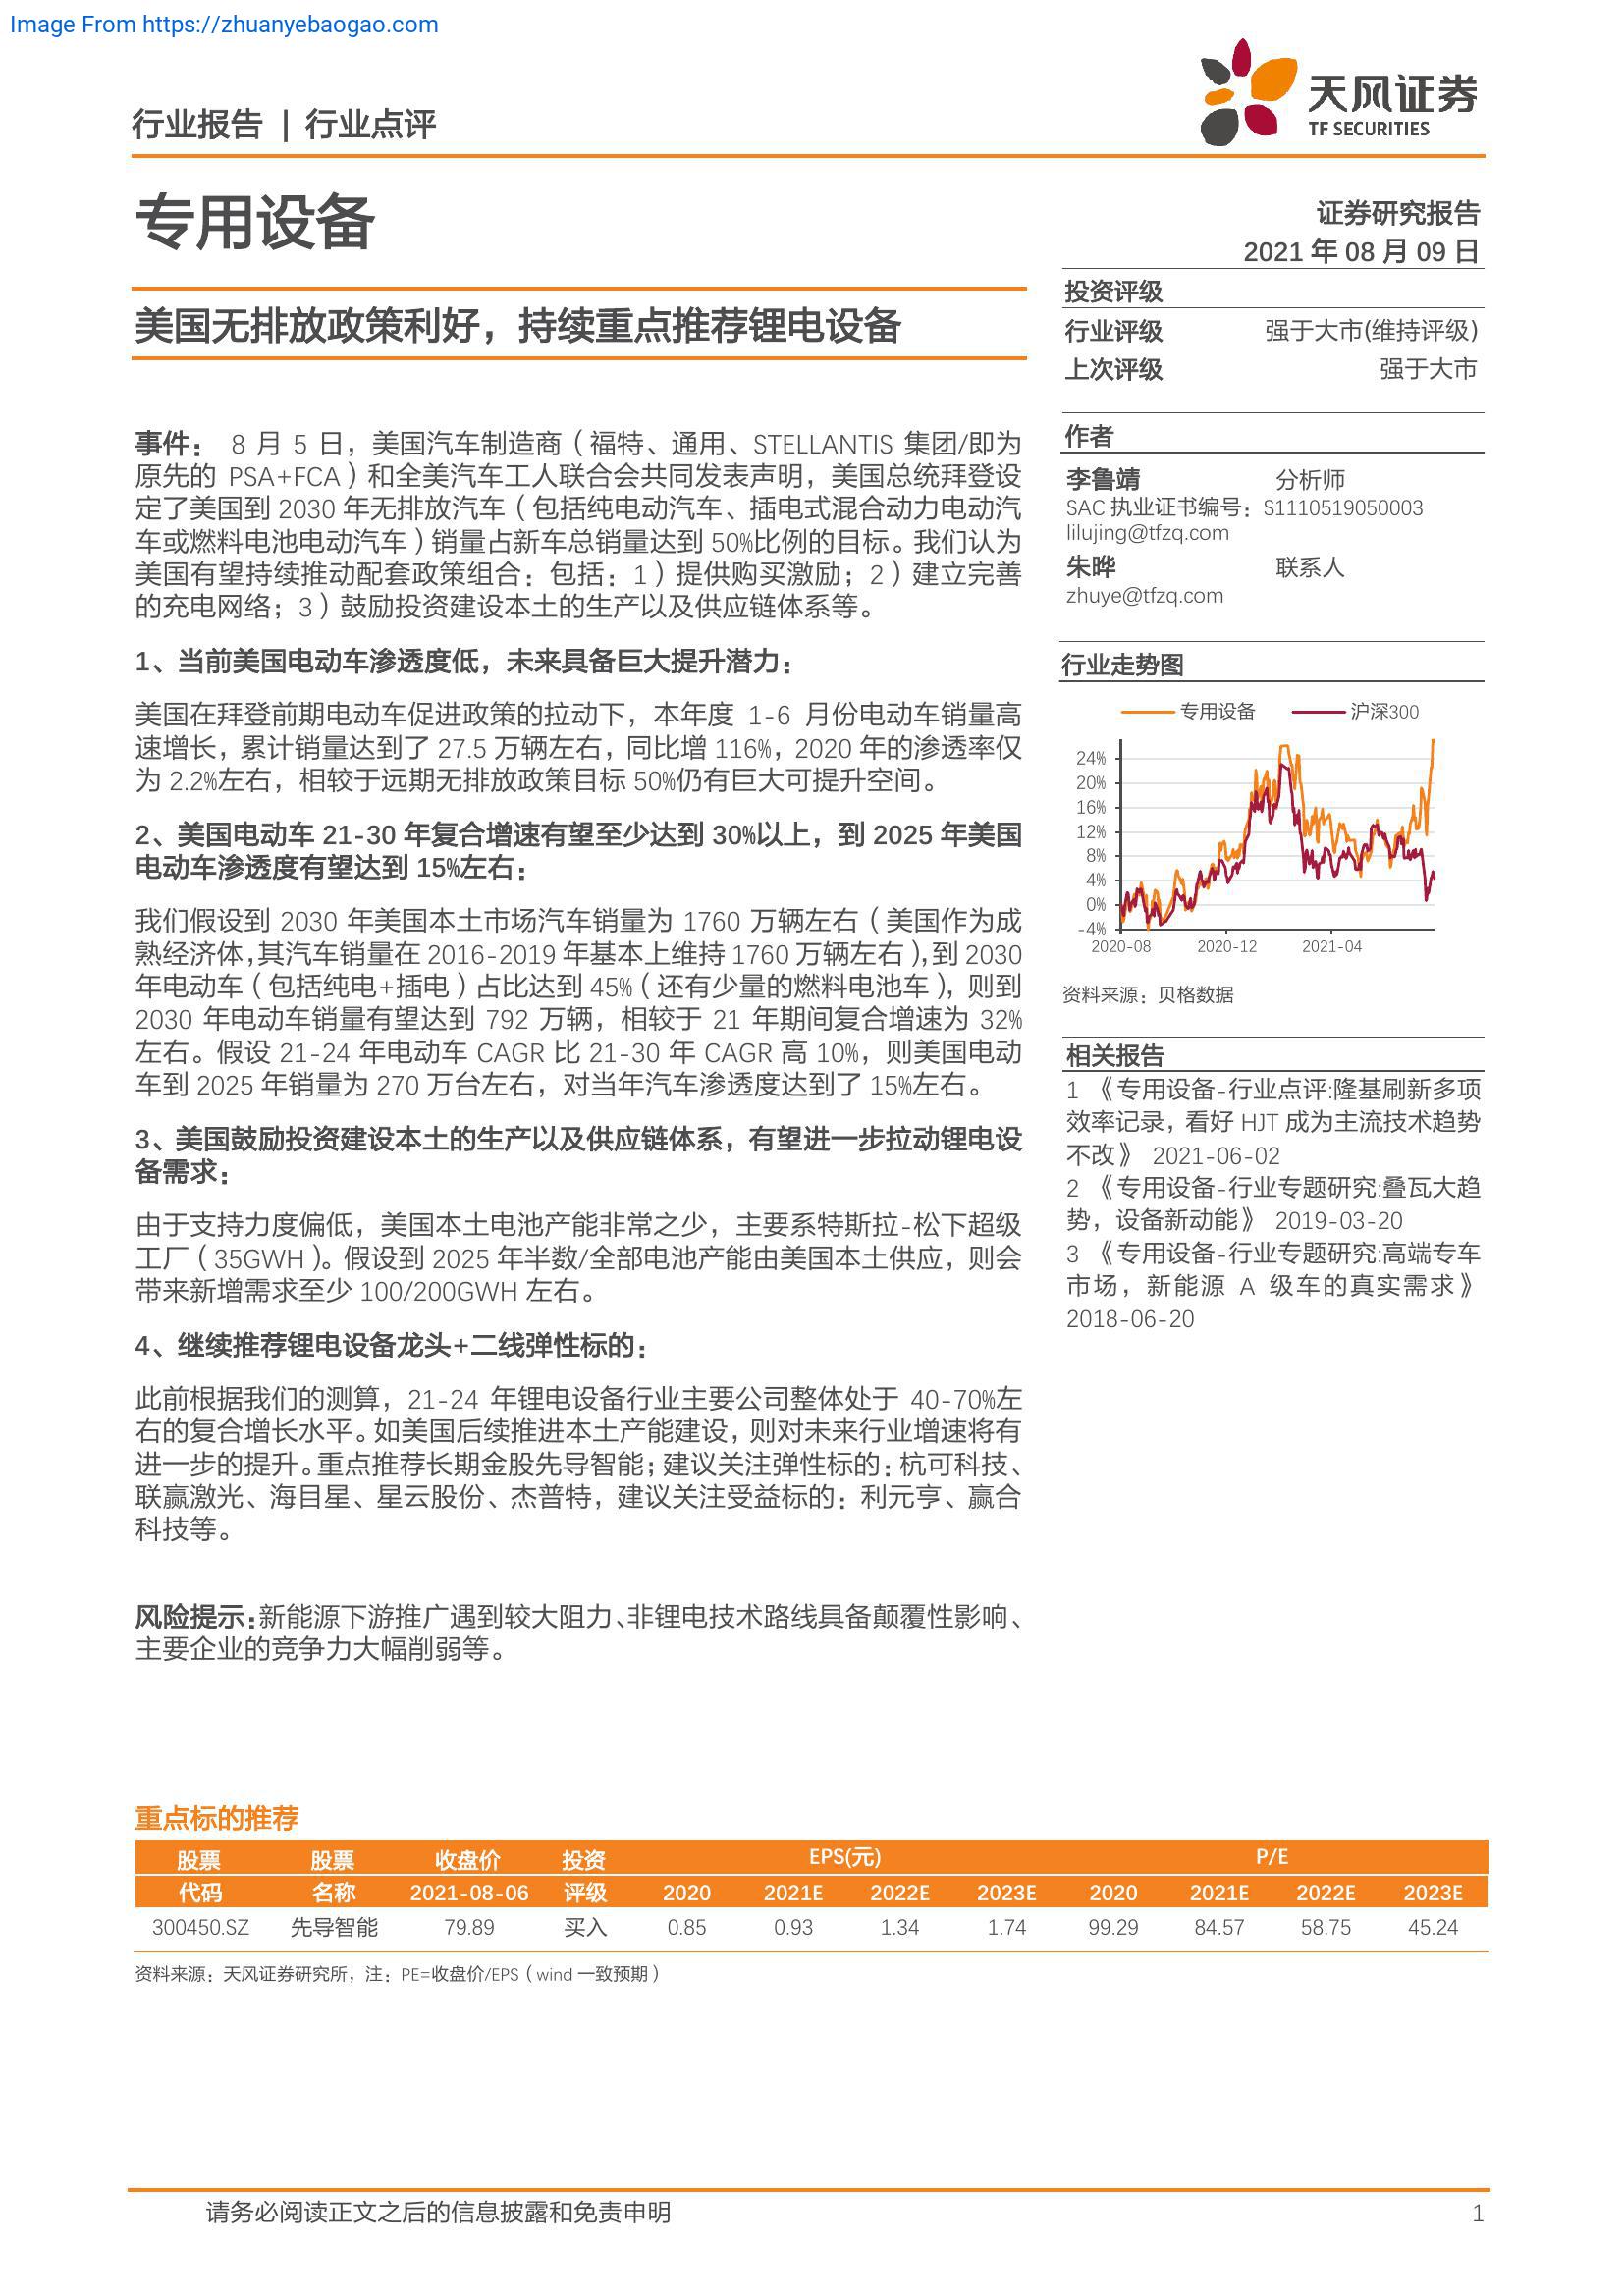 Image From https://zhuanyebaogao.com
行业报告 | 行业点评
天风证券
TF SECURITIES
专用设备
证券研究报告
2021 年 08 月 09 日
美国无排放政策利好，持续重点推荐锂电设备
事件： 8 月 5 日，美国汽车制造商（福特、通用、STELLANTIS 集团/即为
原先的 PSA+FCA）和全美汽车工人联合会共同发表声明，美国总统拜登设
定了美国到 2030 年无排放汽车（包括纯电动汽车、插电式混合动力电动汽
车或燃料电池电动汽车）销量占新车总销量达到 50%比例的目标。我们认为
美国有望持续推动配套政策组合：包括：1）提供购买激励；2）建立完善
的充电网络；3）鼓励投资建设本土的生产以及供应链体系等。
1、当前美国电动车渗透度低，未来具备巨大提升潜力：
美国在拜登前期电动车促进政策的拉动下，本年度 1-6 月份电动车销量高
速增长，累计销量达到了 27.5 万辆左右，同比增 116%，2020 年的渗透率仅
为 2.2%左右，相较于远期无排放政策目标 50%仍有巨大可提升空间。
2、美国电动车 21-30 年复合增速有望至少达到 30%以上，到 2025 年美国
电动车渗透度有望达到 15%左右：
我们假设到 2030 年美国本土市场汽车销量为 1760 万辆左右（美国作为成
熟经济体，其汽车销量在 2016-2019 年基本上维持 1760 万辆左右），到 2030
年电动车（包括纯电+插电）占比达到 45%（还有少量的燃料电池车），则到
2030 年电动车销量有望达到 792 万辆，相较于 21 年期间复合增速为 32%
左右。假设 21-24 年电动车 CAGR 比 21-30 年 CAGR 高 10%，则美国电动
车到 2025 年销量为 270 万台左右，对当年汽车渗透度达到了 15%左右。
3、美国鼓励投资建设本土的生产以及供应链体系，有望进一步拉动锂电设
备需求：
由于支持力度偏低，美国本土电池产能非常之少，主要系特斯拉-松下超级
工厂（35GWH）。假设到 2025 年半数/全部电池产能由美国本土供应，则会
带来新增需求至少 100/200GWH 左右。
4、继续推荐锂电设备龙头+二线弹性标的：
此前根据我们的测算，21-24 年锂电设备行业主要公司整体处于 40-70%左
右的复合增长水平。如美国后续推进本土产能建设，则对未来行业增速将有
进一步的提升。重点推荐长期金股先导智能；建议关注弹性标的：杭可科技、
联赢激光、海目星、星云股份、杰普特，建议关注受益标的：利元亨、赢合
科技等。
风险提示：新能源下游推广遇到较大阻力、非锂电技术路线具备颠覆性影响、
主要企业的竞争力大幅削弱等。
投资评级
行业评级 强于大市(维持评级)
上次评级 强于大市
作者
李鲁靖 分析师
SAC 执业证书编号：S1110519050003
lilujing@tfzq.com
朱晔 联系人
zhuye@tfzq.com
行业走势图
专用设备 沪深300
24%
20%
16%
12%
8%
4%
0%
-4%
2020-08 2020-12 2021-04
资料来源：贝格数据
相关报告
1 《专用设备-行业点评:隆基刷新多项
效率记录，看好 HJT 成为主流技术趋势
不改》 2021-06-02
2 《专用设备-行业专题研究:叠瓦大趋
势，设备新动能》 2019-03-20
3 《专用设备-行业专题研究:高端专车
市场，新能源 A 级车的真实需求》
2018-06-20
重点标的推荐
股票 股票 收盘价 投资 EPS(元) P/E
代码 名称 2021-08-06 评级 2020 2021E 2022E 2023E 2020 2021E 2022E 2023E
300450.SZ 先导智能 79.89 买入 0.85 0.93 1.34 1.74 99.29 84.57 58.75 45.24
资料来源：天风证券研究所，注：PE=收盘价/EPS（wind 一致预期）
请务必阅读正文之后的信息披露和免责申明 1